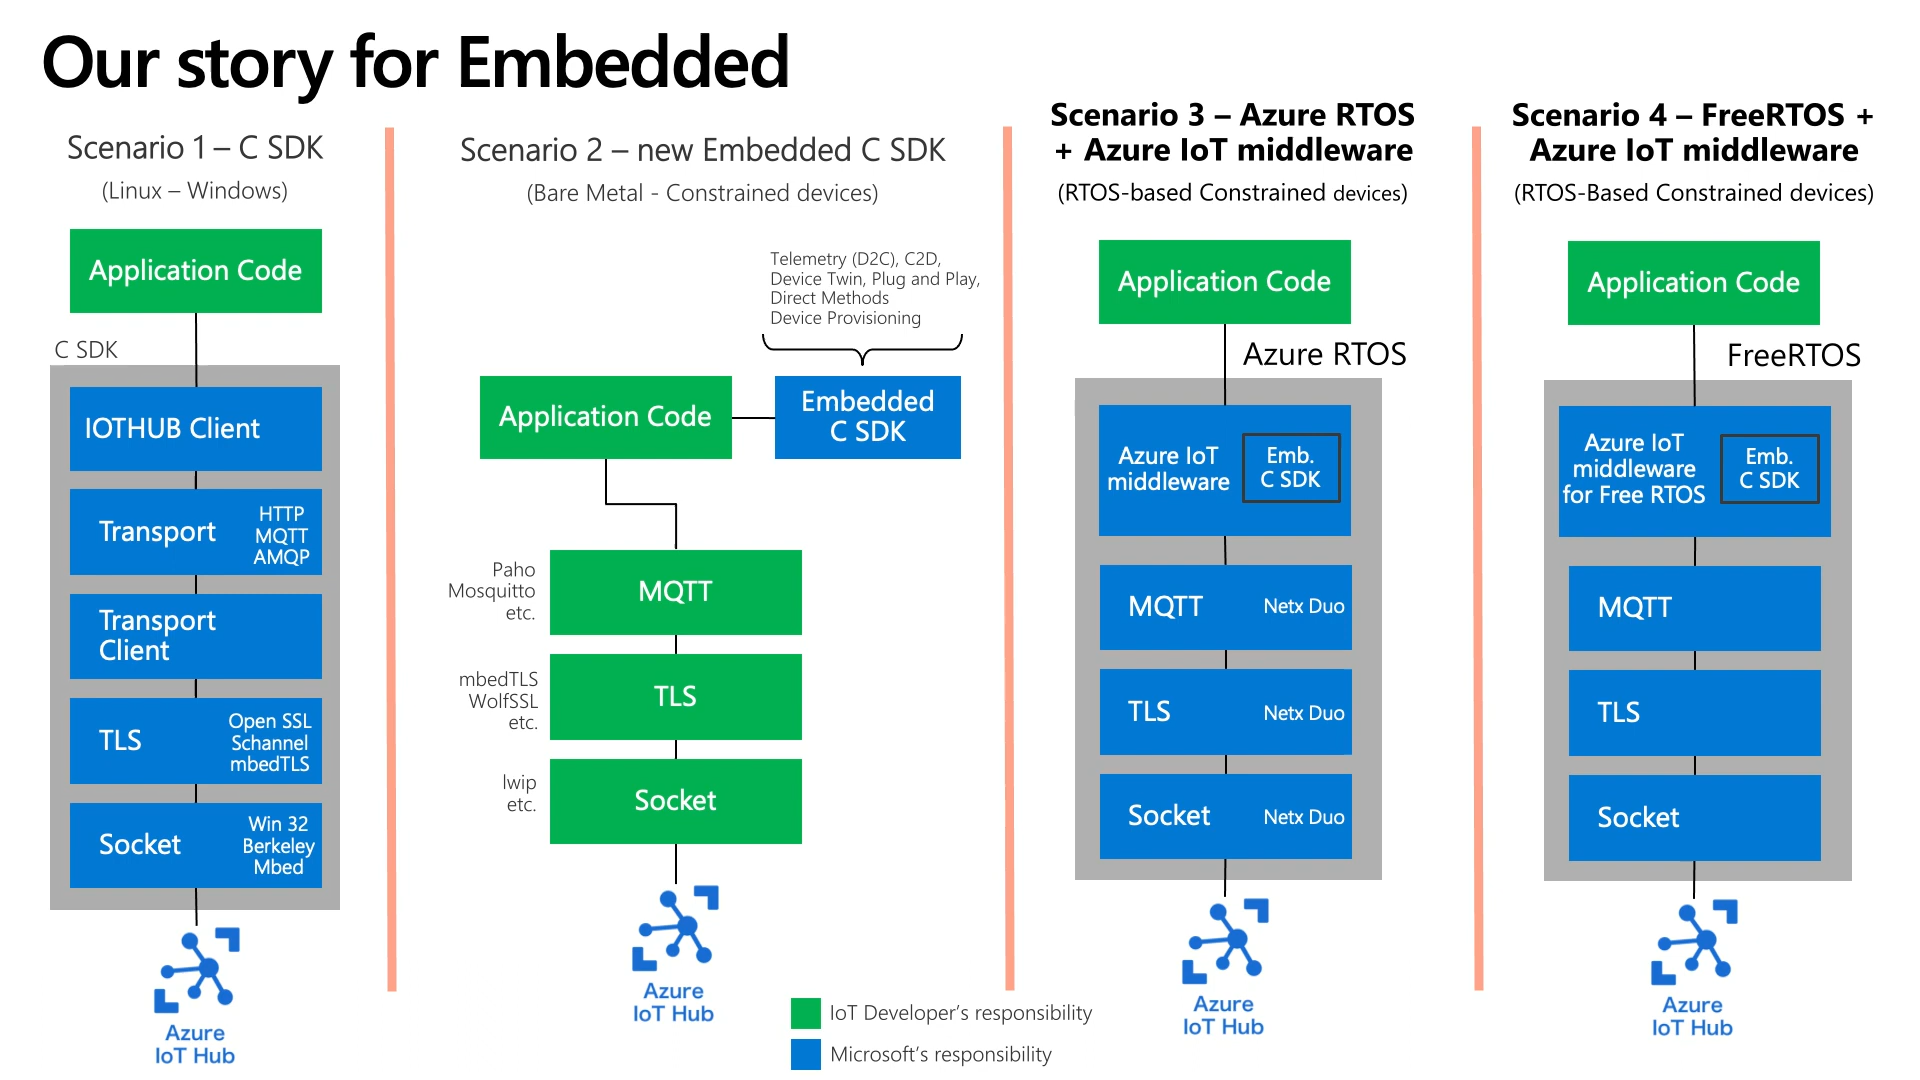 Our story for Embedded
Scenario 1 – C SDK
(Linux – Windows)
Application Code
C SDK
IOTHUB Client
Transport
HTTP
MQTT
AMQP
Transport
Client
TLS
Open SSL
Schannel
mbedTLS
Socket
Win 32
Berkeley
Mbed
Azure
IoT Hub
Scenario 2 – new Embedded C SDK
(Bare Metal - Constrained devices)
Telemetry (D2C), C2D,
Device Twin, Plug and Play,
Direct Methods
Device Provisioning
Application Code
Embedded
C SDK
Paho
Mosquitto
etc.
MQTT
mbedTLS
WolfSSL
etc.
TLS
lwip
etc.
Socket
Azure
IoT Hub
Scenario 3 – Azure RTOS
+ Azure IoT middleware
(RTOS-based Constrained devices)
Application Code
Azure RTOS
Azure IoT
middleware
Emb.
C SDK
MQTT
Netx Duo
TLS
Netx Duo
Socket
Netx Duo
Azure
IoT Hub
Scenario 4 – FreeRTOS +
Azure IoT middleware
(RTOS-Based Constrained devices)
Application Code
FreeRTOS
Azure IoT
middleware
for Free RTOS
Emb.
C SDK
MQTT
TLS
Socket
Azure
IoT Hub
IoT Developer's responsibility
Microsoft's responsibility